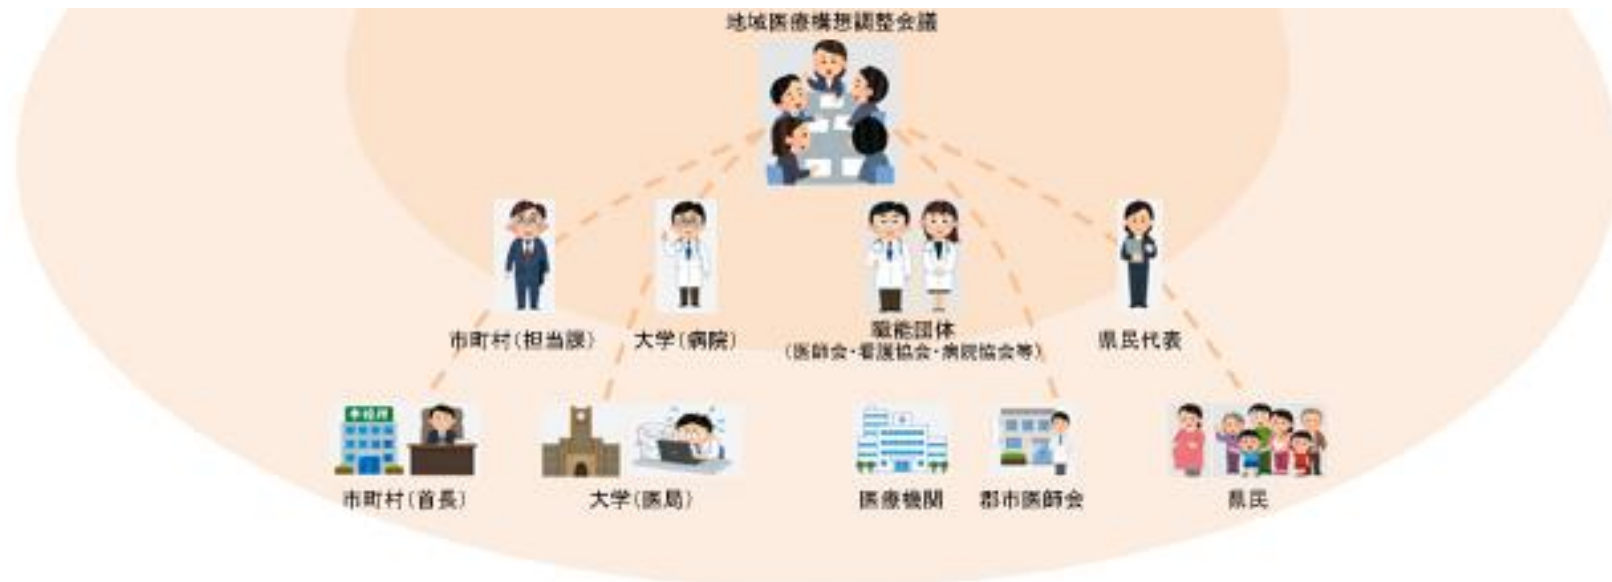 地域医療構想調整会議
市町村(担当課)
大学(病院)
職能団体
(医師会・看護協会・病院協会等)
県民代表
市役所
市町村(首長)
大学(医局)
医療機関
郡市医師会
県民